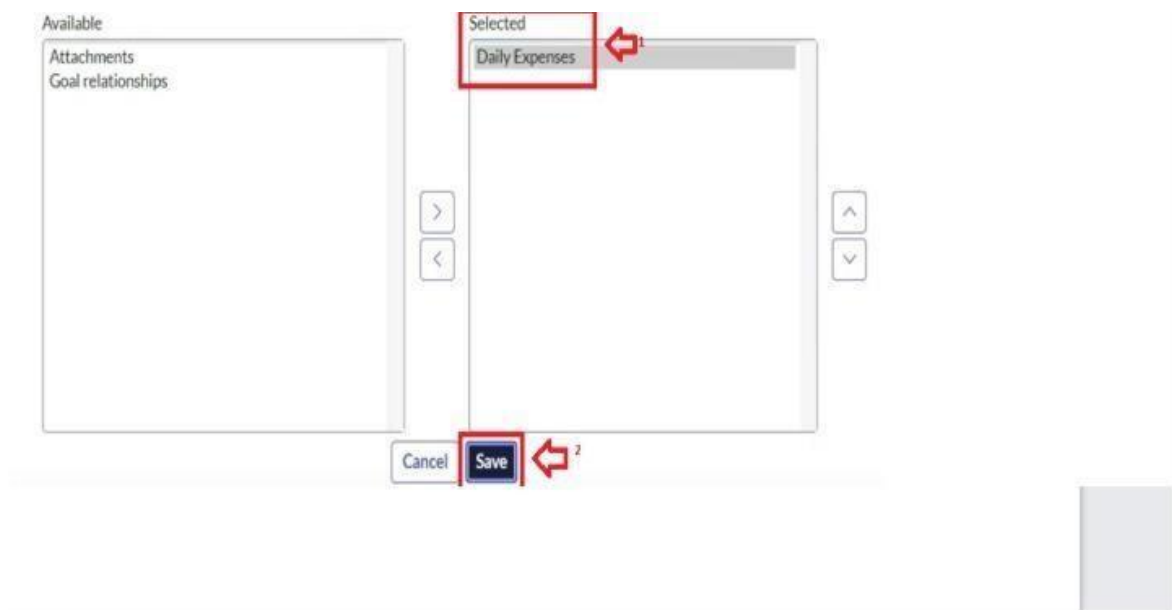 Available
Selected
Attachments
Goal relationships
Daily Expenses
1
Cancel
Save
2